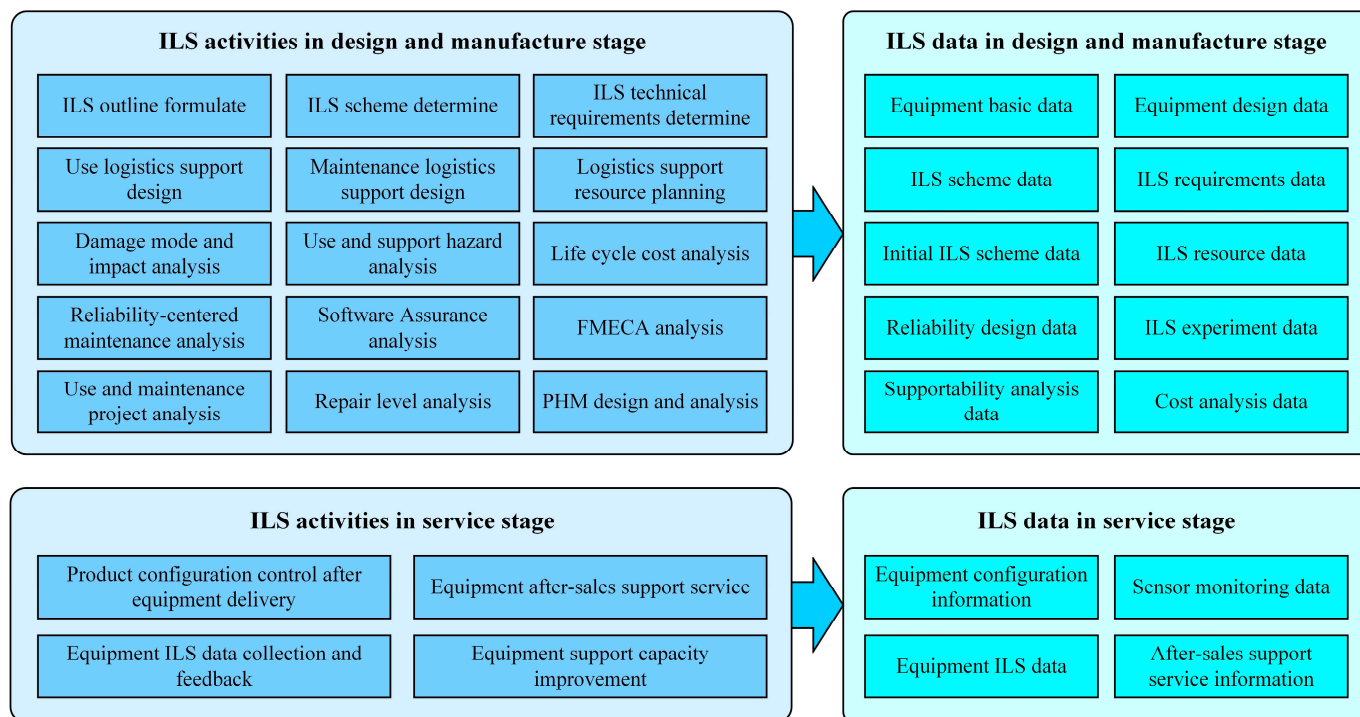 ILS activities in design and manufacture stage
ILS outline formulate
ILS scheme determine
ILS technical
requirements determine
Use logistics support
design
Maintenance logistics
support design
Logistics support
resource planning
Damage mode and
impact analysis
Use and support hazard
analysis
Life cycle cost analysis
Reliability-centered
maintenance analysis
Software Assurance
analysis
FMECA analysis
Use and maintenance
project analysis
Repair level analysis
PHM design and analysis
ILS data in design and manufacture stage
Equipment basic data
Equipment design data
ILS scheme data
ILS requirements data
Initial ILS scheme data
ILS resource data
Reliability design data
ILS experiment data
Supportability analysis
data
Cost analysis data
ILS activities in service stage
Product configuration control after
equipment delivery
Equipment after-sales support service
Equipment ILS data collection and
feedback
Equipment support capacity
improvement
ILS data in service stage
Equipment configuration
information
Sensor monitoring data
Equipment ILS data
After-sales support
service information